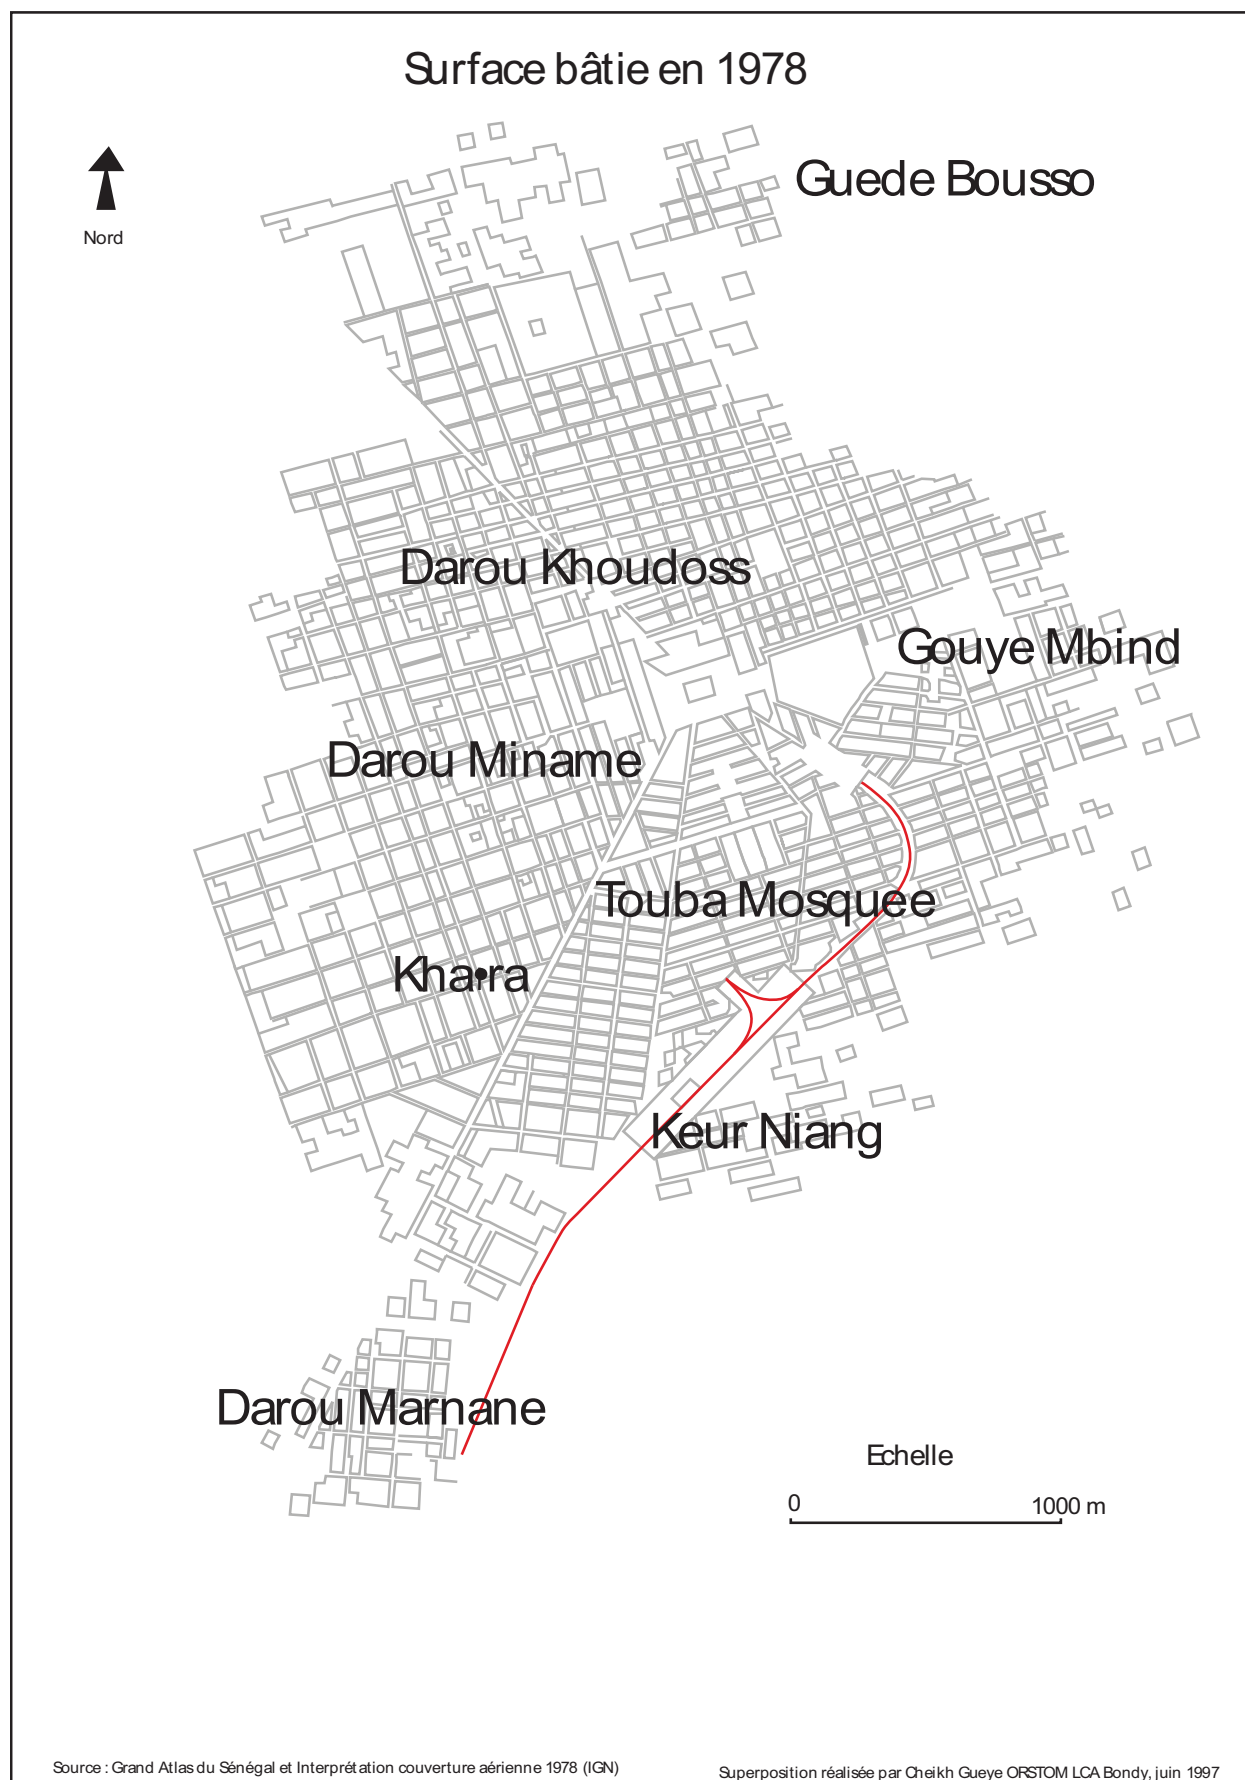 Surface bâtie en 1978
Guede Bousso
Nord
Darou Khoudoss
Gouye Mbind
Darou Miname
Touba Mosquee
Kha•ra
Keur Niang
Darou Marnane
Echelle
0 1000 m
Source : Grand Atlas du Sénégal et Interprétation couverture aérienne 1978 (IGN)
Superposition réalisée par Cheikh Gueye ORSTOM LCA Bondy, juin 1997